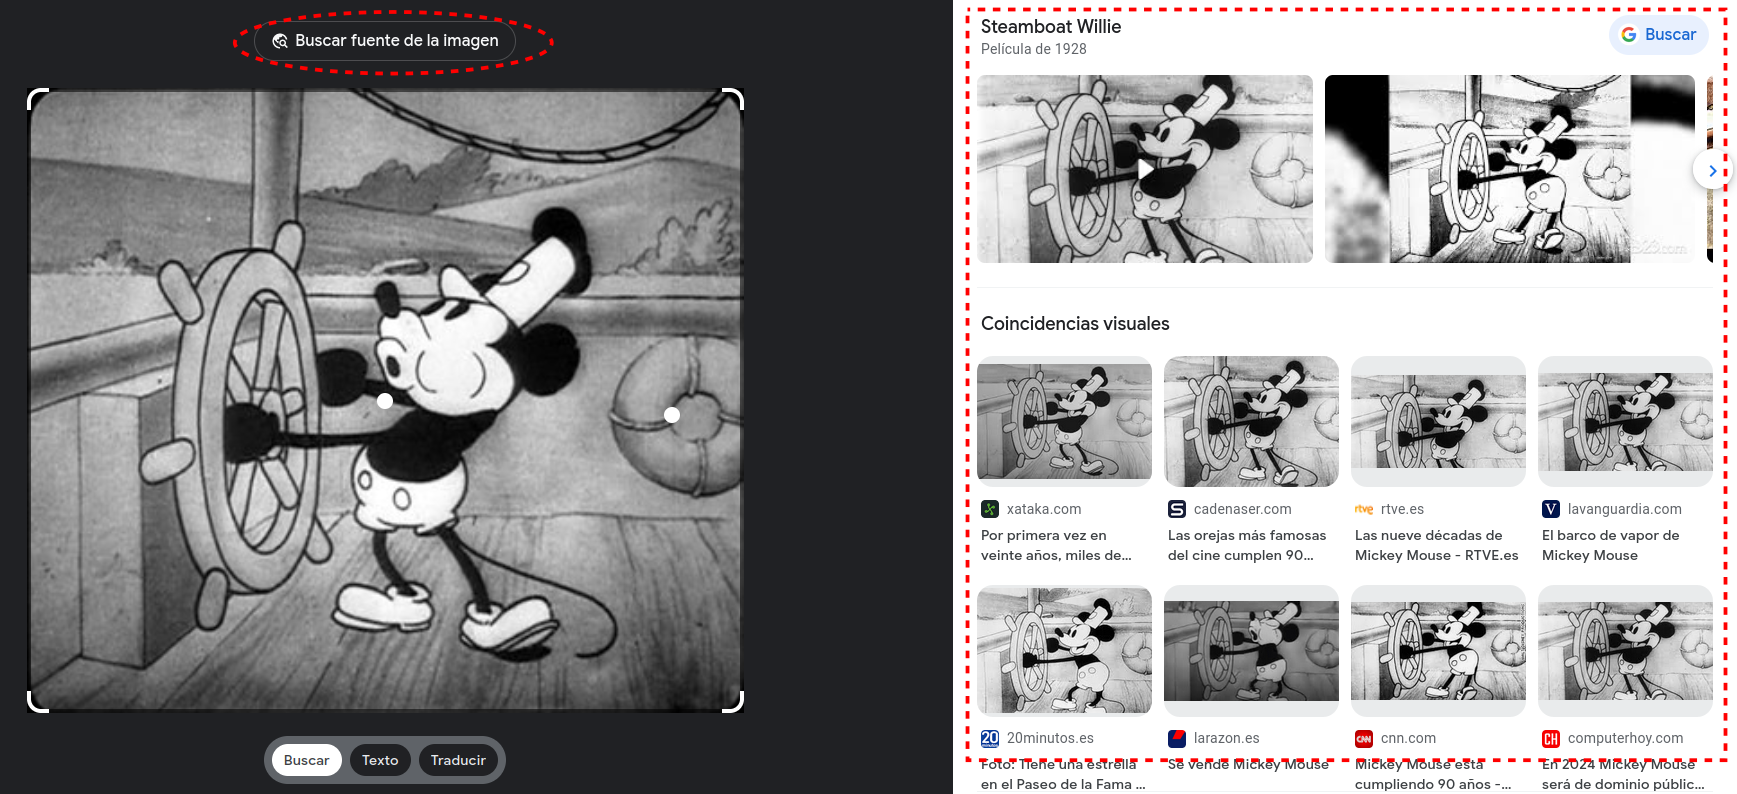 Buscar fuente de la imagen
Buscar
Texto
Traducir
Steamboat Willie
Película de 1928
Buscar
Coincidencias visuales
xataka.com
Por primera vez en
veinte años, miles de...
cadenaser.com
Las orejas más famosas
del cine cumplen 90...
rtve
rtve.es
Las nueve décadas de
Mickey Mouse - RTVE.es
V
lavanguardia.com
El barco de vapor de
Mickey Mouse
20
20minutos.es
Foto: Tiene una estrella
en el Paseo de la Fama ...
larazon.es
Se vende Mickey Mouse
CNN
cnn.com
Mickey Mouse está
cumpliendo 90 años -...
CH
computerhoy.com
En 2024 Mickey Mouse
será de dominio públic...